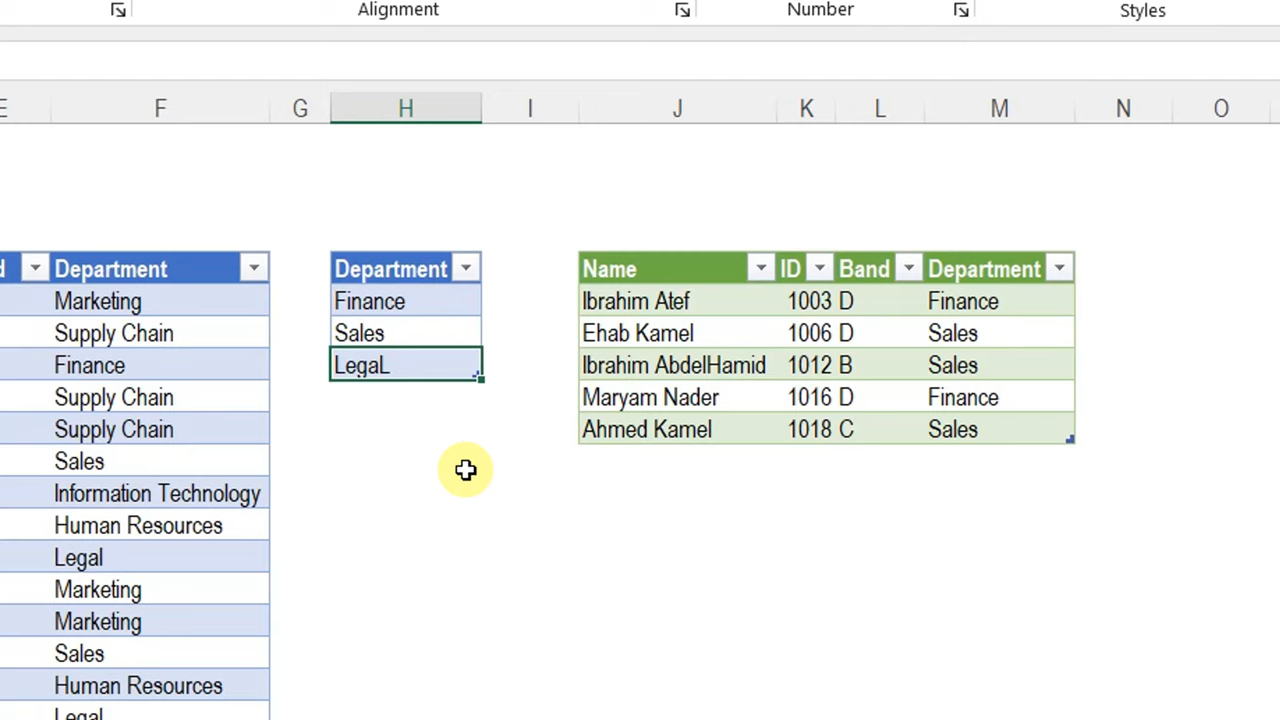 Alignment Number Styles
E F G H I J K L M N O
d Department Department Name ID Band Department
Marketing Finance Ibrahim Atef 1003 D Finance
Supply Chain Sales Ehab Kamel 1006 D Sales
Finance LegaL Ibrahim AbdelHamid 1012 B Sales
Supply Chain Maryam Nader 1016 D Finance
Supply Chain Ahmed Kamel 1018 C Sales
Sales
Information Technology
Human Resources
Legal
Marketing
Marketing
Sales
Human Resources
Legal